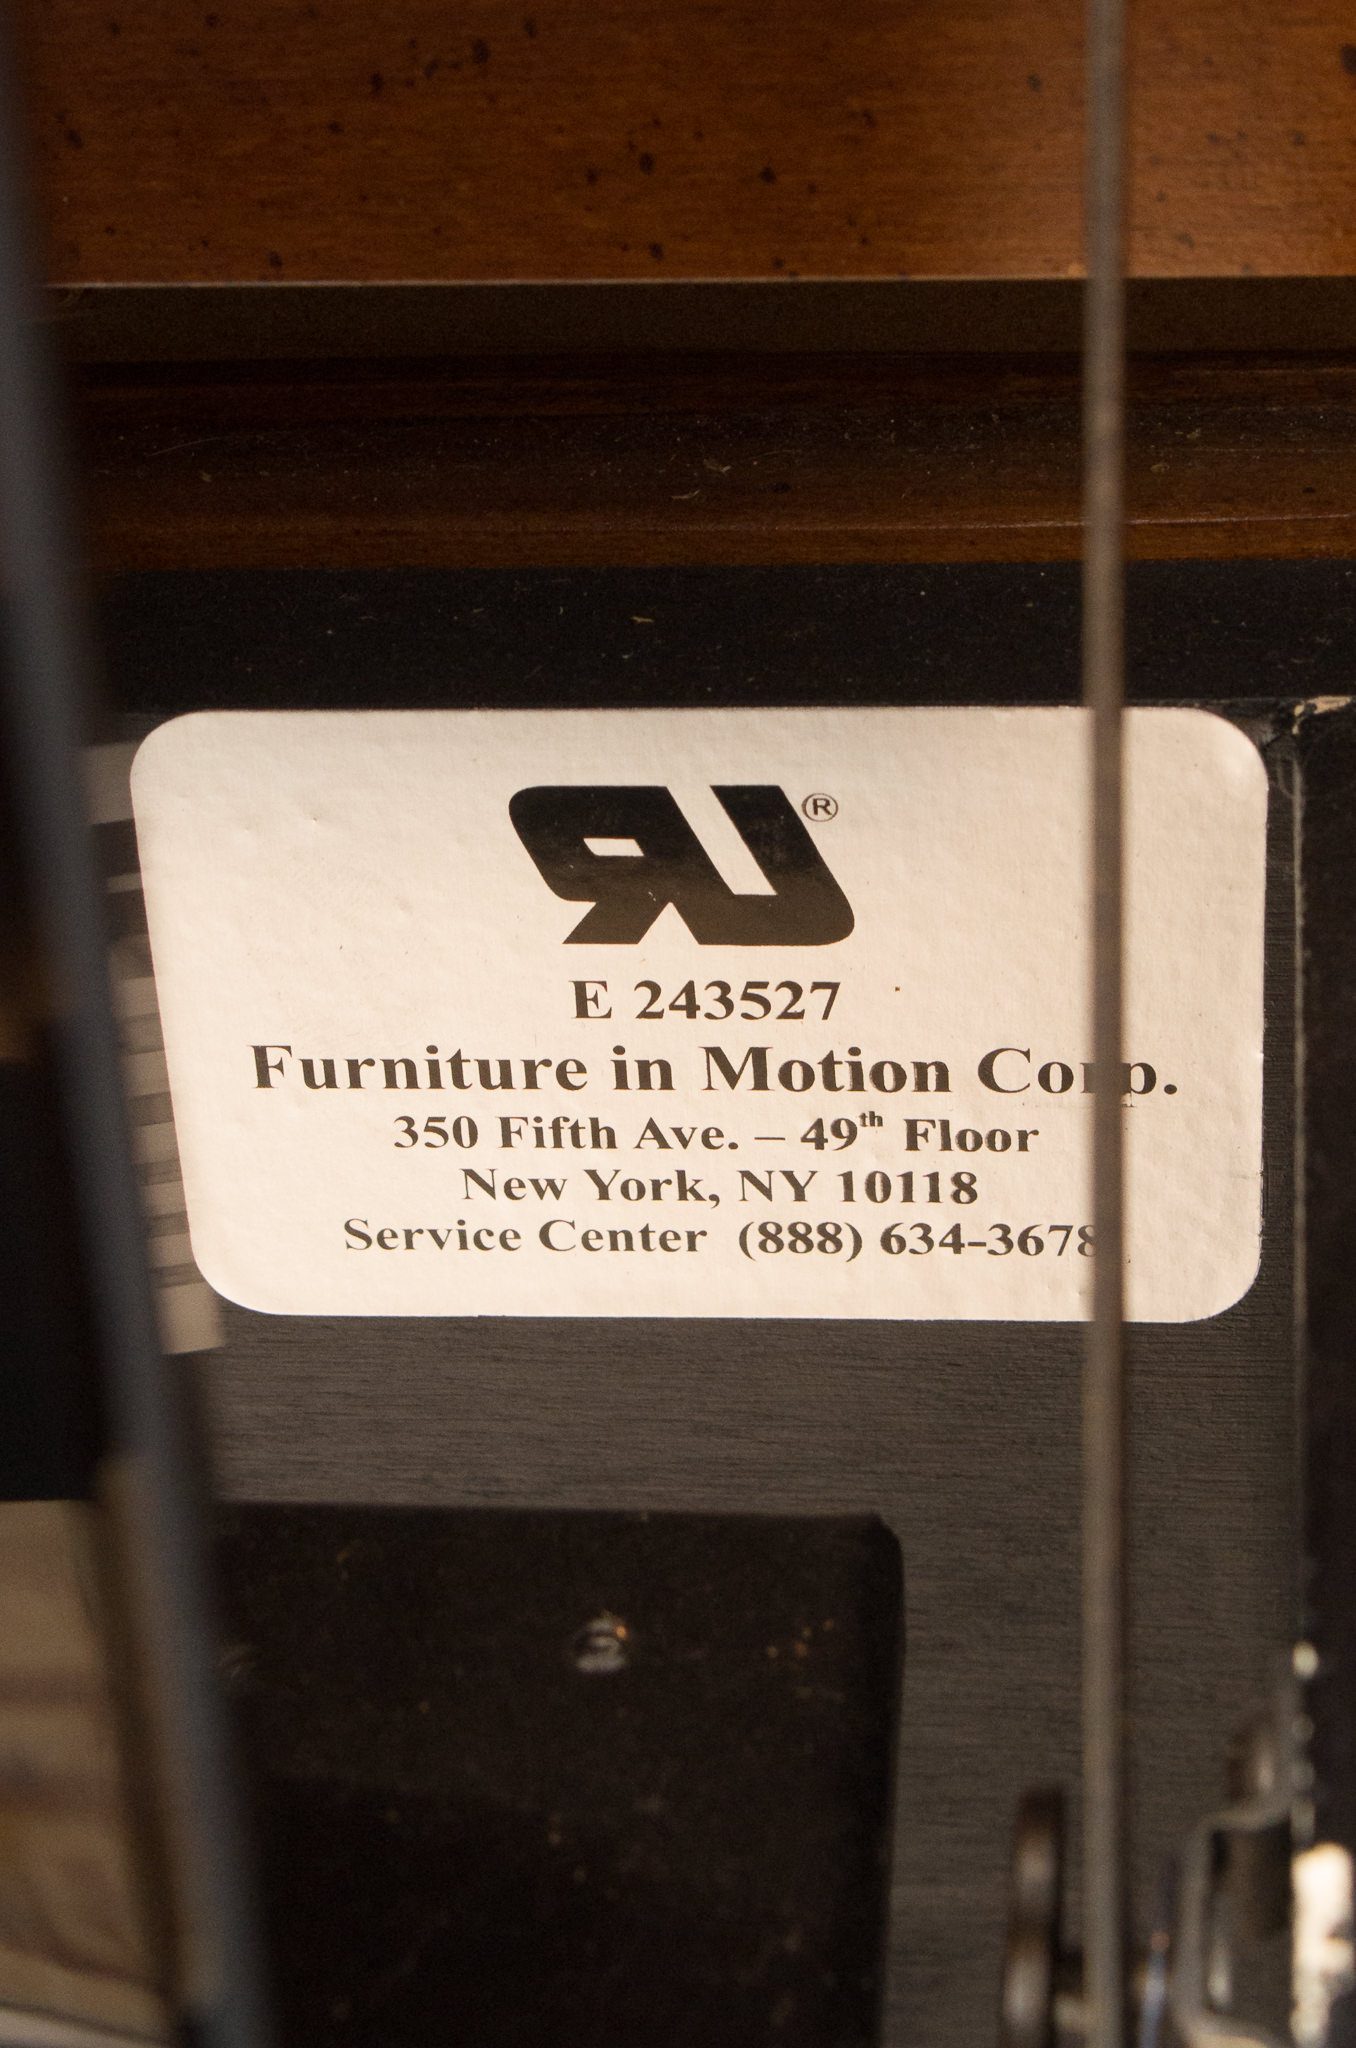 RU®
E 243527
Furniture in Motion Corp.
350 Fifth Ave. – 49th Floor
New York, NY 10118
Service Center (888) 634-3678